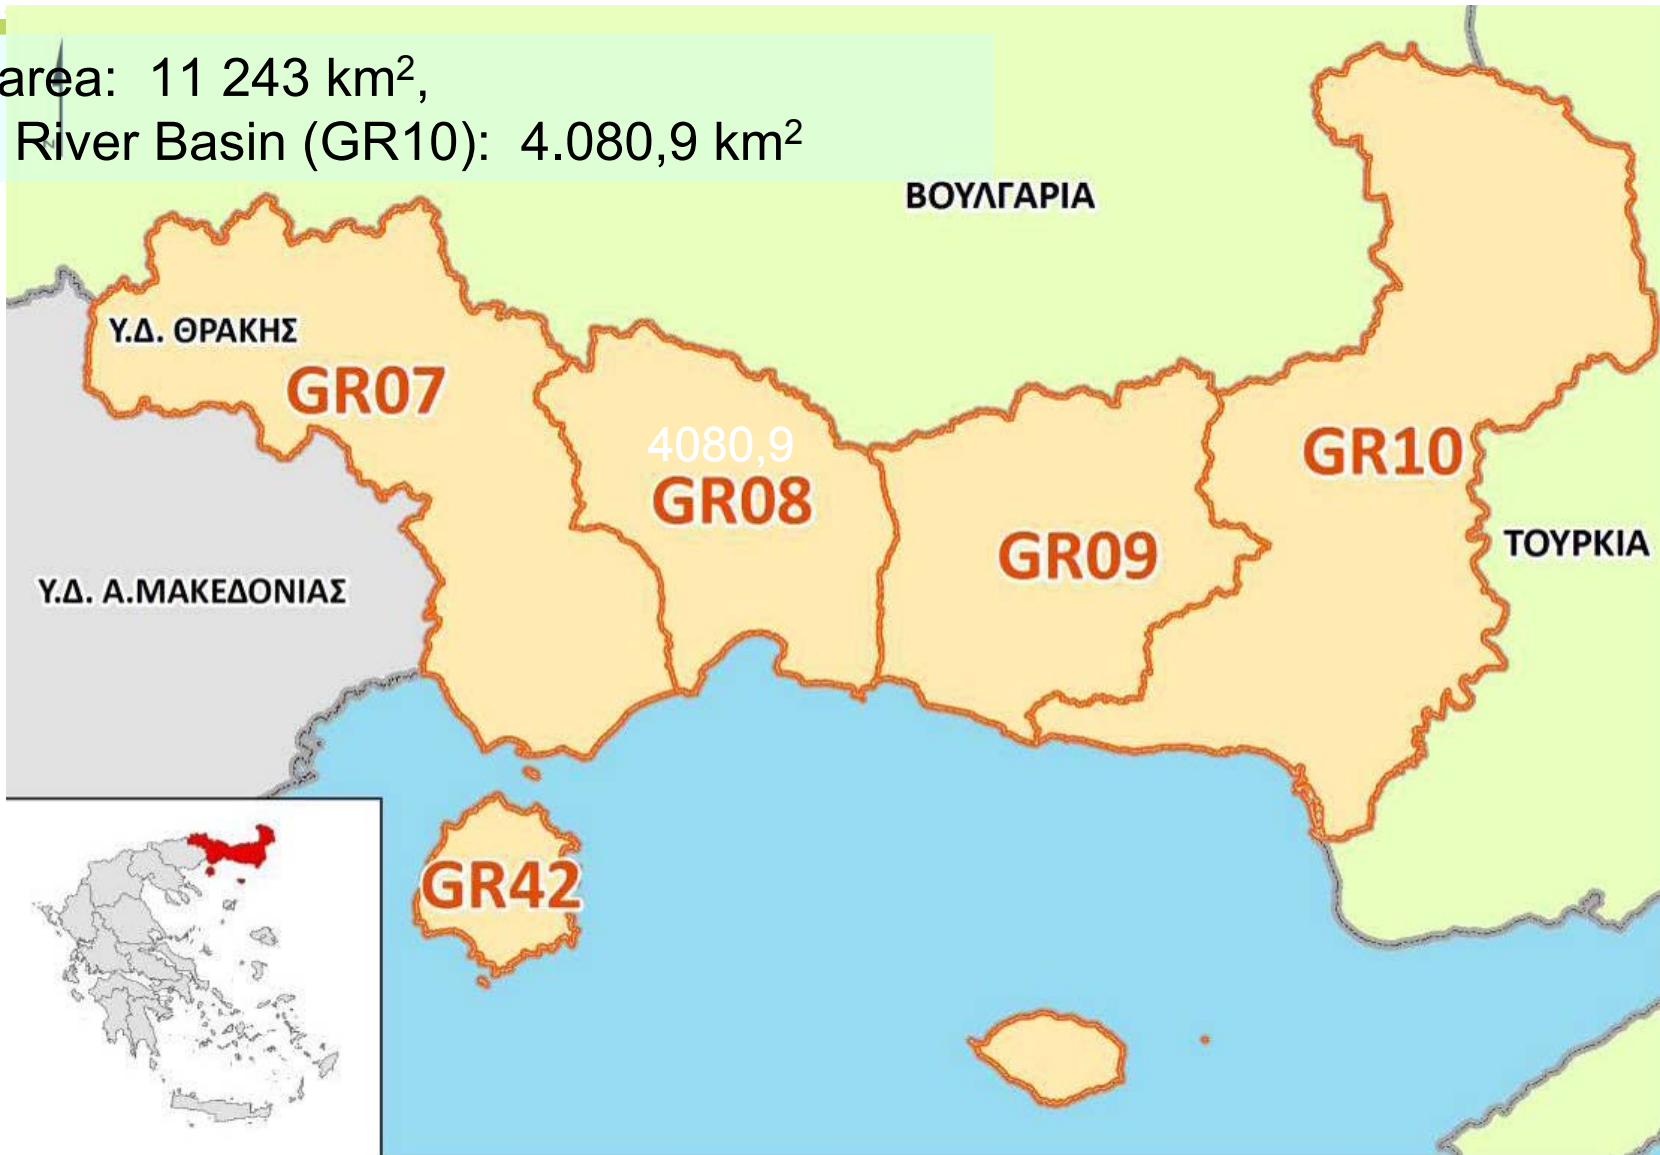 area: 11 243 km²,
River Basin (GR10): 4.080,9 km²
ΒΟΥΛΓΑΡΙΑ
Υ.Δ. ΘΡΑΚΗΣ
GR07
4080,9
GR08
GR10
GR09
ΤΟΥΡΚΙΑ
Υ.Δ. Α.ΜΑΚΕΔΟΝΙΑΣ
GR42